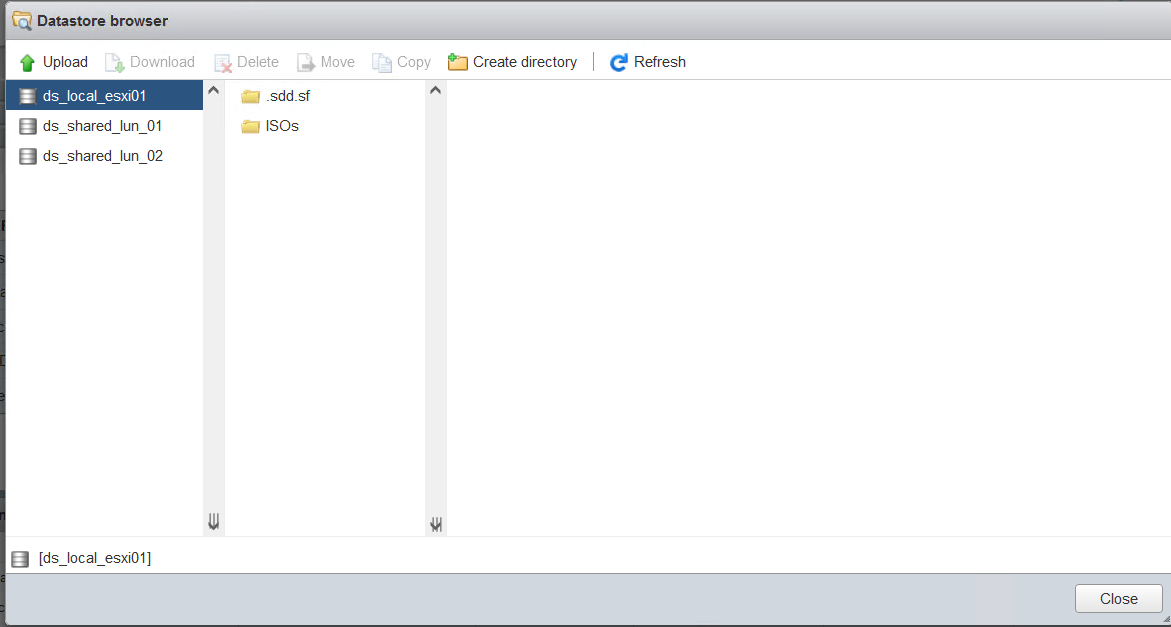 Datastore browser
Upload Download Delete Move Copy Create directory Refresh
ds_local_esxi01 .sdd.sf
ds_shared_lun_01 ISOs
ds_shared_lun_02
[ds_local_esxi01]
Close